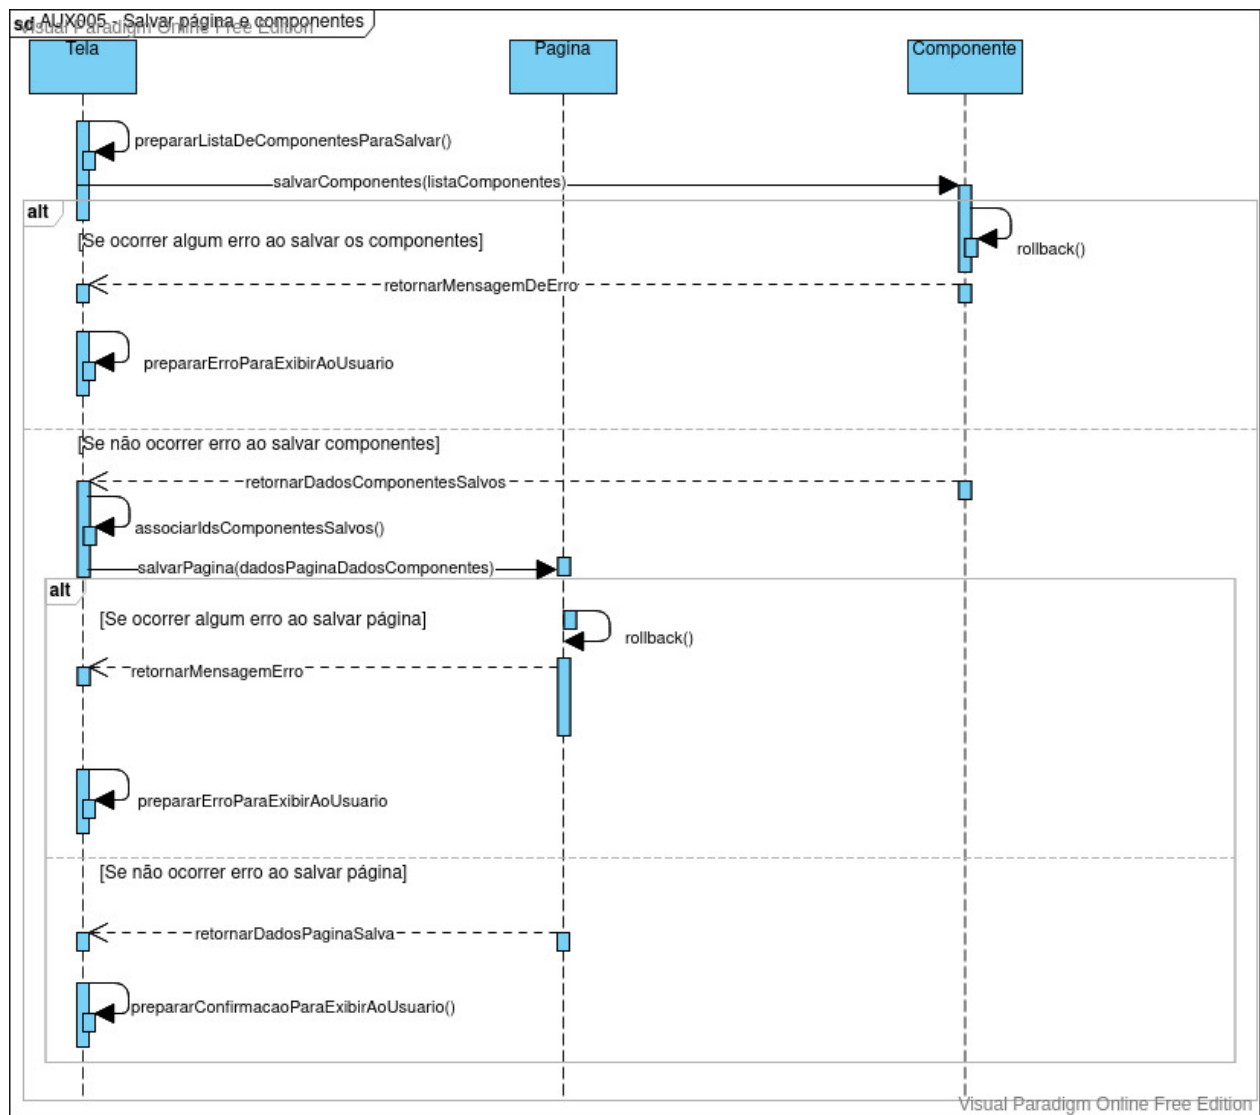 sd AUX005 - Salvar página e componentes
Visual Paradigm Online Free Edition
Tela
Pagina
Componente
prepararListaDeComponentesParaSalvar()
salvarComponentes(listaComponentes)
alt
[Se ocorrer algum erro ao salvar os componentes]
rollback()
retornarMensagemDeErro
prepararErroParaExibirAoUsuario
[Se não ocorrer erro ao salvar componentes]
retornarDadosComponentesSalvos
associarIdsComponentesSalvos()
salvarPagina(dadosPaginaDadosComponentes)
alt
[Se ocorrer algum erro ao salvar página]
rollback()
retornarMensagemErro
prepararErroParaExibirAoUsuario
[Se não ocorrer erro ao salvar página]
retornarDadosPaginaSalva
prepararConfirmacaoParaExibirAoUsuario()
Visual Paradigm Online Free Edition